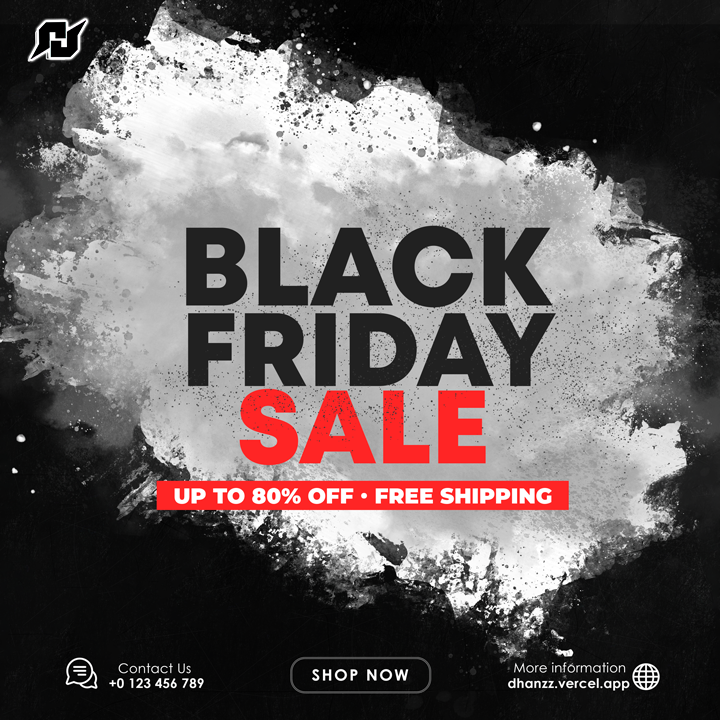 BLACK
FRIDAY
SALE
UP TO 80% OFF • FREE SHIPPING
Contact Us
+0 123 456 789
SHOP NOW
More information
dhanzz.vercel.app